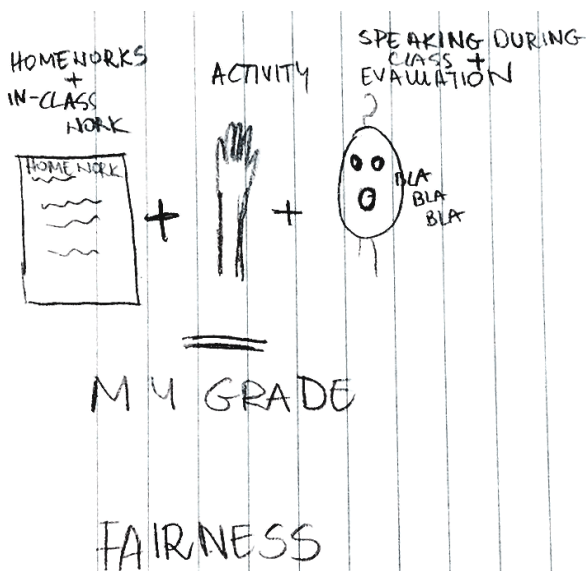 HOMEWORKS
+
IN-CLASS
WORK
HOMEWORK
+
ACTIVITY
+
SPEAKING DURING
CLASS +
EVALUATION
BLA
BLA
BLA
=
MY GRADE
FAIRNESS